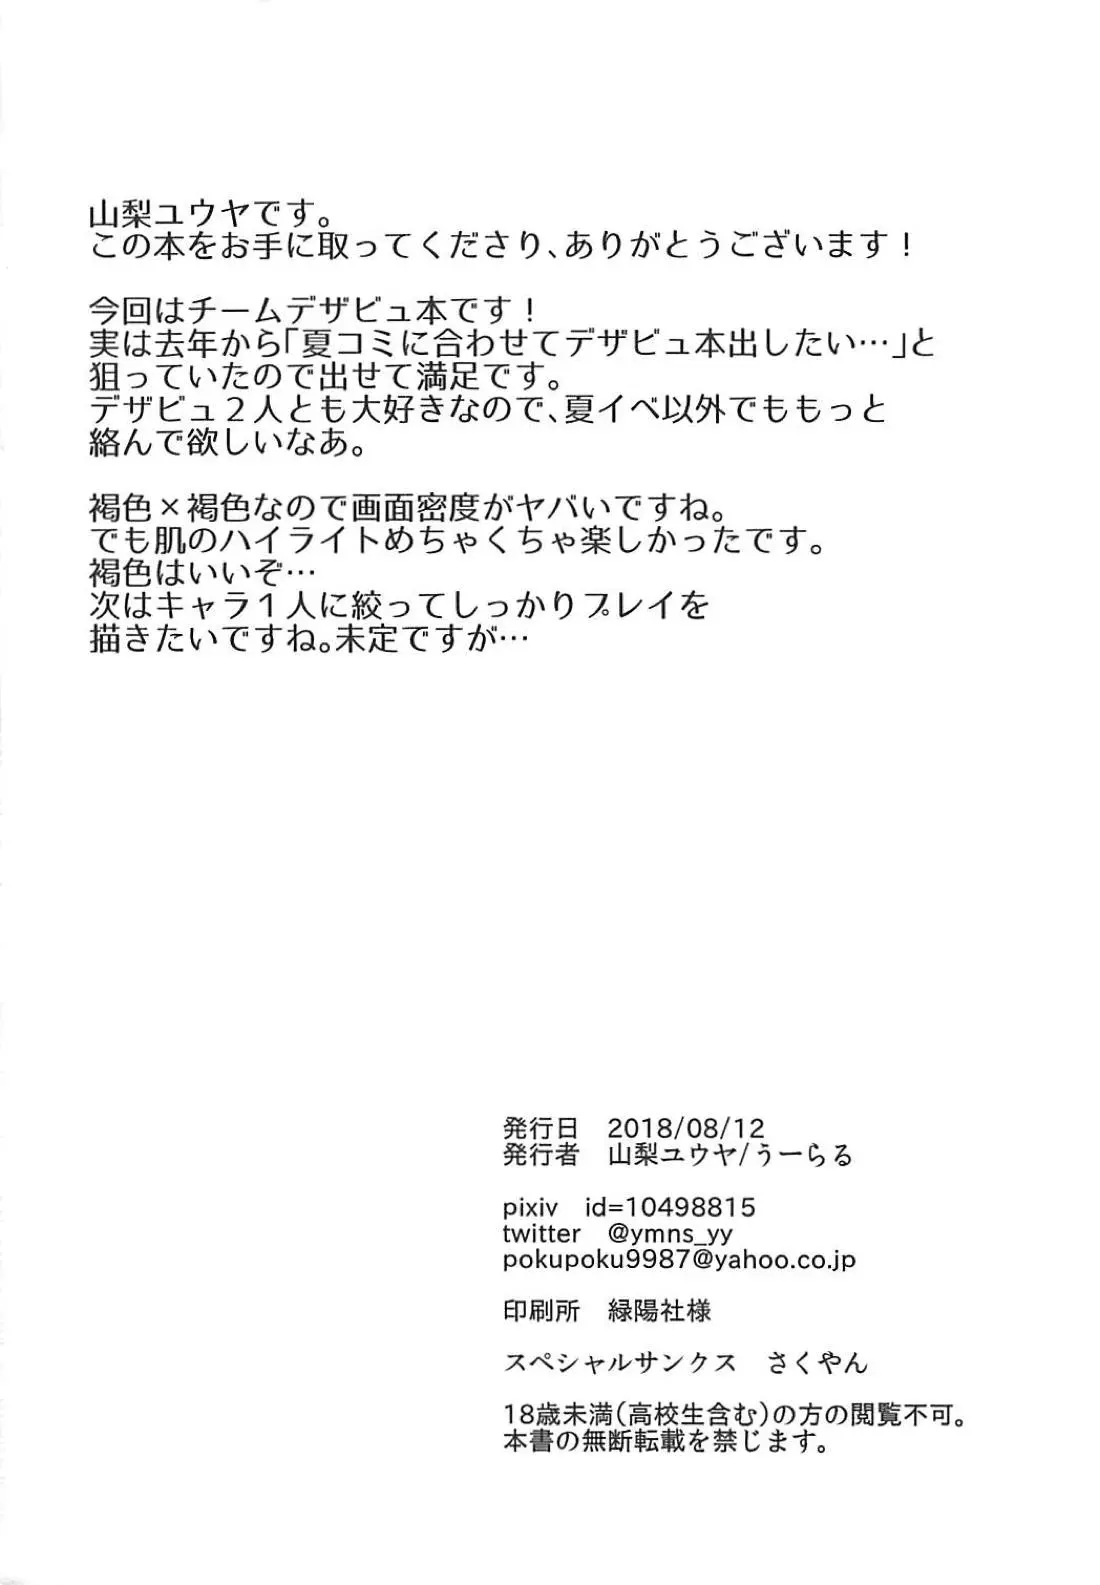 山梨ユウヤです。
この本をお手に取ってくださり、ありがとうございます！
今回はチームデザビュ本です！
実は去年から「夏コミに合わせてデザビュ本出したい…」と
狙っていたので出せて満足です。
デザビュ２人とも大好きなので、夏イベ以外でももっと
絡んで欲しいなあ。
褐色×褐色なので画面密度がヤバいですね。
でも肌のハイライトめちゃくちゃ楽しかったです。
褐色はいいぞ…
次はキャラ１人に絞ってしっかりプレイを
描きたいですね。未定ですが…
発行日　2018/08/12
発行者　山梨ユウヤ/うーらる
pixiv　id=10498815
twitter　@ymns_yy
pokupoku9987@yahoo.co.jp
印刷所　緑陽社様
スペシャルサンクス　さくやん
18歳未満(高校生含む)の方の閲覧不可。
本書の無断転載を禁じます。